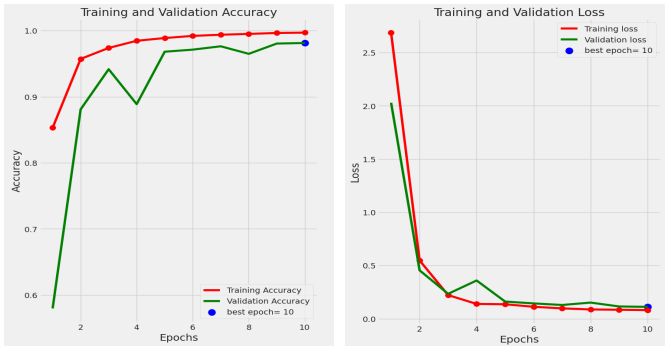 Training and Validation Accuracy
1.0
0.9
0.8
0.7
0.6
Accuracy
Training Accuracy
Validation Accuracy
best epoch= 10
2
4
6
8
10
Epochs
Training and Validation Loss
2.5
2.0
1.5
1.0
0.5
0.0
Loss
Training loss
Validation loss
best epoch= 10
2
4
6
8
10
Epochs